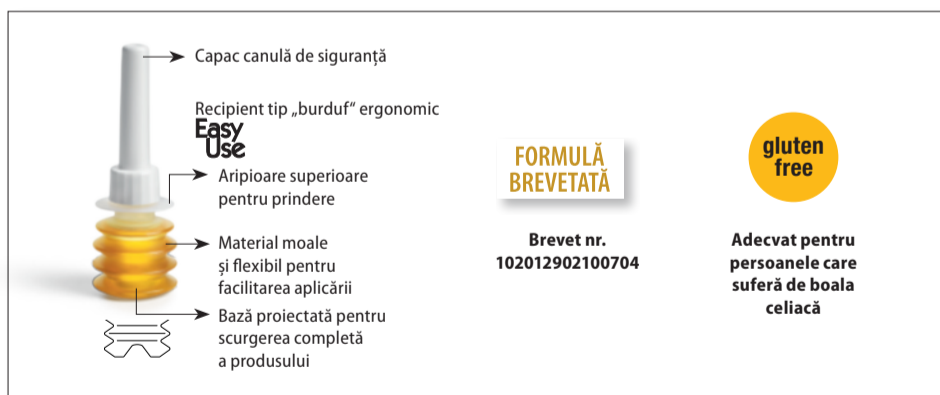 Capac canulă de siguranță
Recipient tip „burduf“ ergonomic
Easy
Use
Aripioare superioare
pentru prindere
Material moale
și flexibil pentru
facilitarea aplicării
Bază proiectată pentru
scurgerea completă
a produsului
FORMULĂ
BREVETATĂ
Brevet nr.
102012902100704
gluten
free
Adecvat pentru
persoanele care
suferă de boala
celiacă